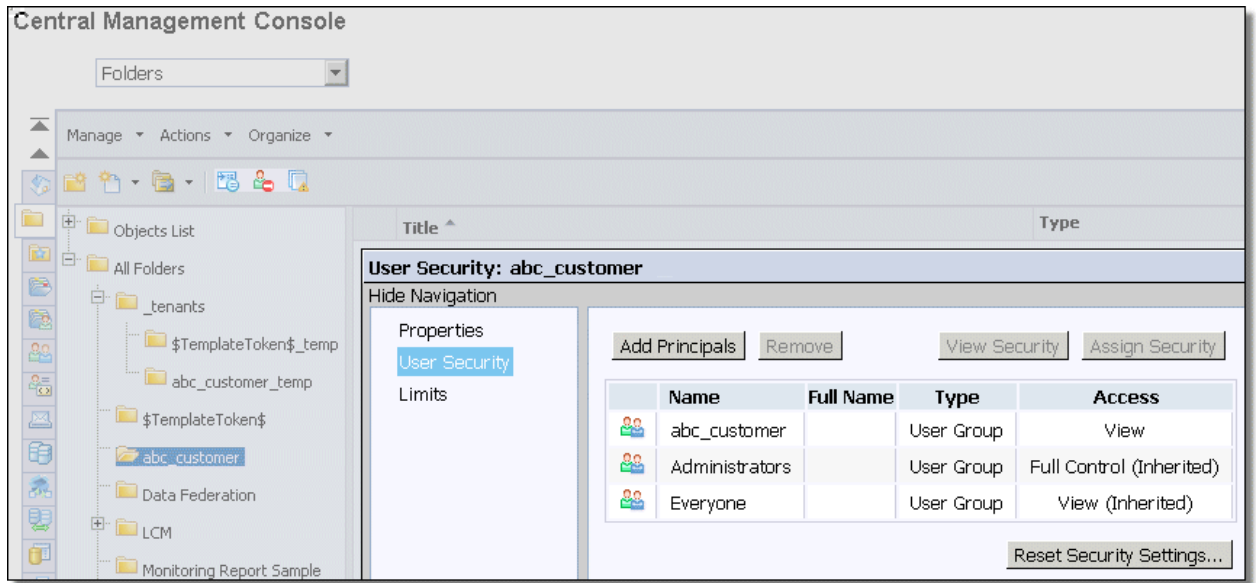 Central Management Console
Folders
Manage Actions Organize
Title Type
Objects List
All Folders
_tenants
$TemplateToken$_temp
abc_customer_temp
$TemplateToken$
abc_customer
Data Federation
LCM
Monitoring Report Sample
User Security: abc_customer
Hide Navigation
Properties
User Security
Limits
Add Principals Remove View Security Assign Security
Name Full Name Type Access
abc_customer User Group View
Administrators User Group Full Control (Inherited)
Everyone User Group View (Inherited)
Reset Security Settings...